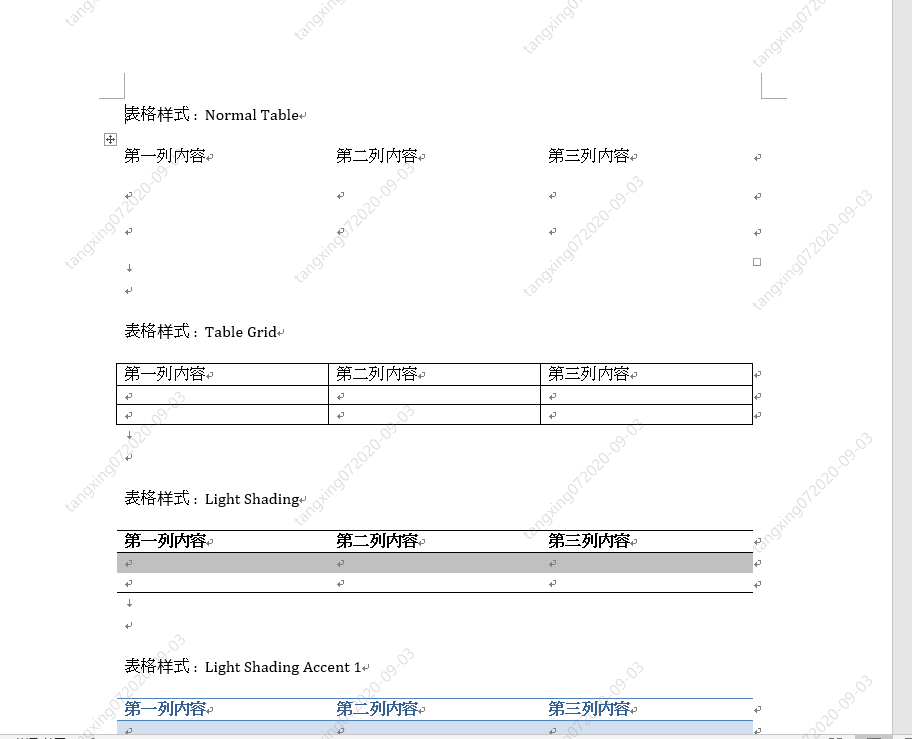 表格样式：Normal Table
第一列内容 第二列内容 第三列内容
表格样式：Table Grid
第一列内容 第二列内容 第三列内容
表格样式：Light Shading
第一列内容 第二列内容 第三列内容
表格样式：Light Shading Accent 1
第一列内容 第二列内容 第三列内容
tangxing072020-09-03